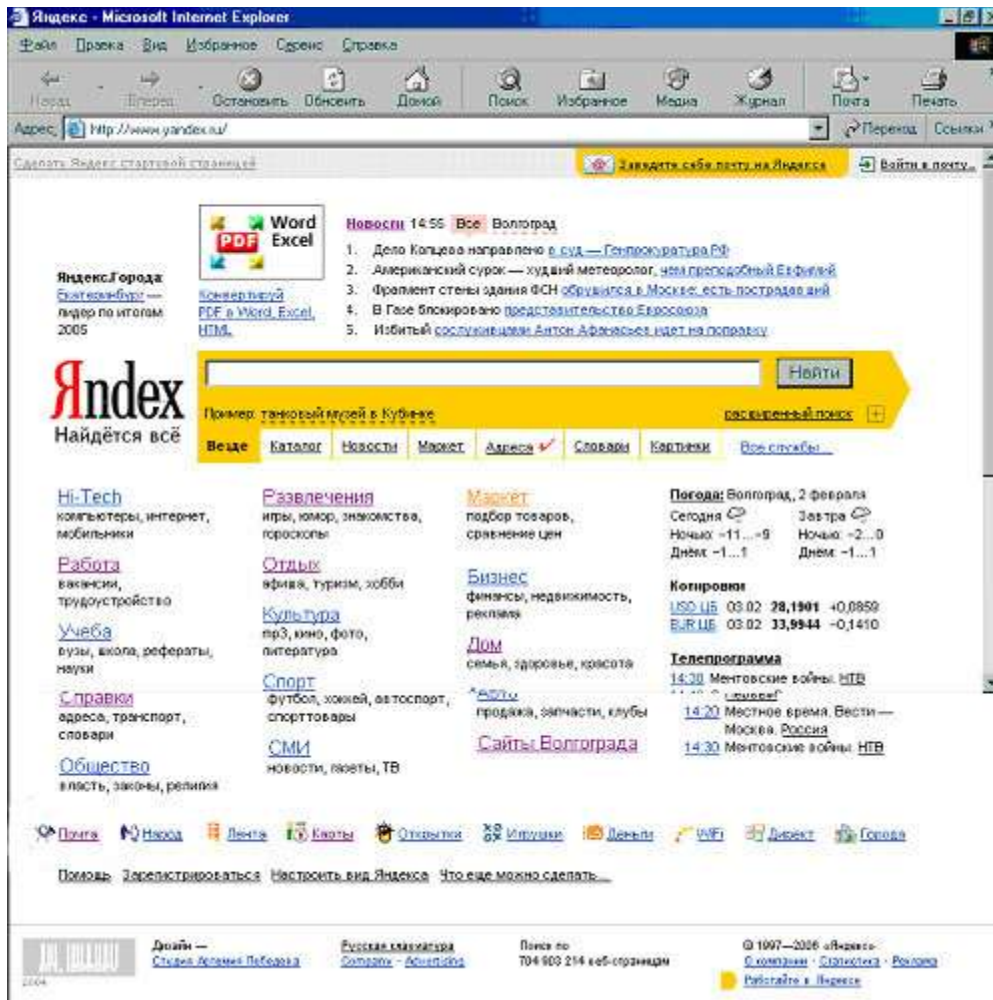 Яндекс - Microsoft Internet Explorer
Файл Правка Вид Избранное Сервис Справка
Назад Вперед Остановить Обновить Домой Поиск Избранное Медиа Журнал Почта Печать
Адрес: http://www.yandex.ru/ Переход Ссылки
Сделать Яндекс стартовой страницей Заведите себе почту на Яндексе Войти в почту...
PDF Word Excel
Новости 14:55 Все Волгоград
1. Дело Копцева направлено в суд — Генпрокуратура РФ
2. Американский сурок — худший метеоролог, чем преподобный Евфимий
3. Фрагмент стены здания ФСН обрушился в Москве: есть пострадавший
4. В Газе блокировано представительство Евросоюза
5. Избитый сослуживцами Антон Афанасьев идет на поправку
Яндекс.Города:
Екатеринбург —
лидер по итогам
2005
Конвертируй
PDF в Word, Excel,
HTML
Яndex
Найдётся всё
Найти
Пример: танковый музей в Кубинке расширенный поиск +
Везде Каталог Новости Маркет Адреса Словари Картинки Все службы...
Hi-Tech
компьютеры, интернет,
мобильники
Работа
вакансии,
трудоустройство
Учеба
вузы, школа, рефераты,
науки
Справки
адреса, транспорт,
словари
Общество
власть, законы, религия
Развлечения
игры, юмор, знакомства,
гороскопы
Отдых
афиша, туризм, хобби
Культура
mp3, кино, фото,
литература
Спорт
футбол, хоккей, автоспорт,
спорттовары
СМИ
новости, газеты, ТВ
Маркет
подбор товаров,
сравнение цен
Бизнес
финансы, недвижимость,
реклама
Дом
семья, здоровье, красота
Авто
продажа, запчасти, клубы
Сайты Волгограда
Погода: Волгоград, 2 февраля
Сегодня Завтра
Ночью: -11...-9 Ночью: -2...0
Днём: -1...1 Днём: -1...1
Котировки
USD ЦБ 03.02 28,1901 +0,0859
EUR ЦБ 03.02 33,9944 -0,1410
Телепрограмма
14:30 Ментовские войны. НТВ
14:20 Местное время. Вести —
Москва. Россия
14:30 Ментовские войны. НТВ
Почта Народ Лента Карты Открытки Игрушки Деньги WiFi Директ Города
Помощь Зарегистрироваться Настроить вид Яндекса Что еще можно сделать...
Дизайн —
Студия Артемия Лебедева
Русская клавиатура
Company - Advertising
Поиск по
704 903 214 веб-страницам
© 1997—2006 «Яндекс»
О компании · Статистика · Реклама
Работайте в Яндексе